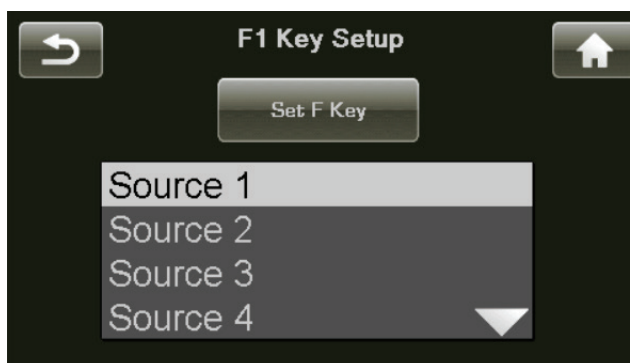 F1 Key Setup
Set F Key
Source 1
Source 2
Source 3
Source 4